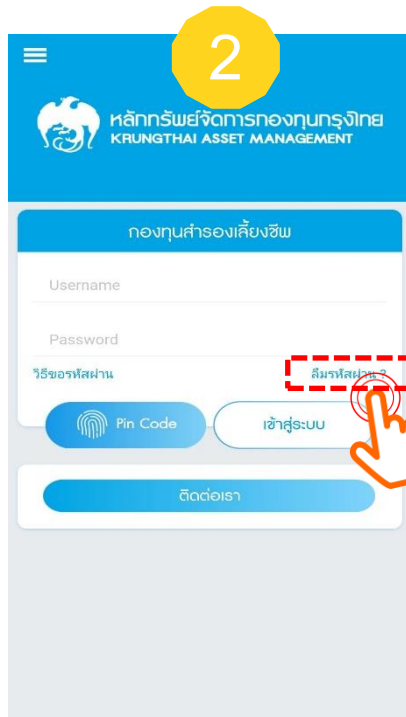 2
หลักทรัพย์จัดการกองทุนกรุงไทย
KRUNGTHAI ASSET MANAGEMENT
กองทุนสำรองเลี้ยงชีพ
Username
Password
วิธีขอรหัสผ่าน
ลืมรหัสผ่าน ?
Pin Code
เข้าสู่ระบบ
ติดต่อเรา